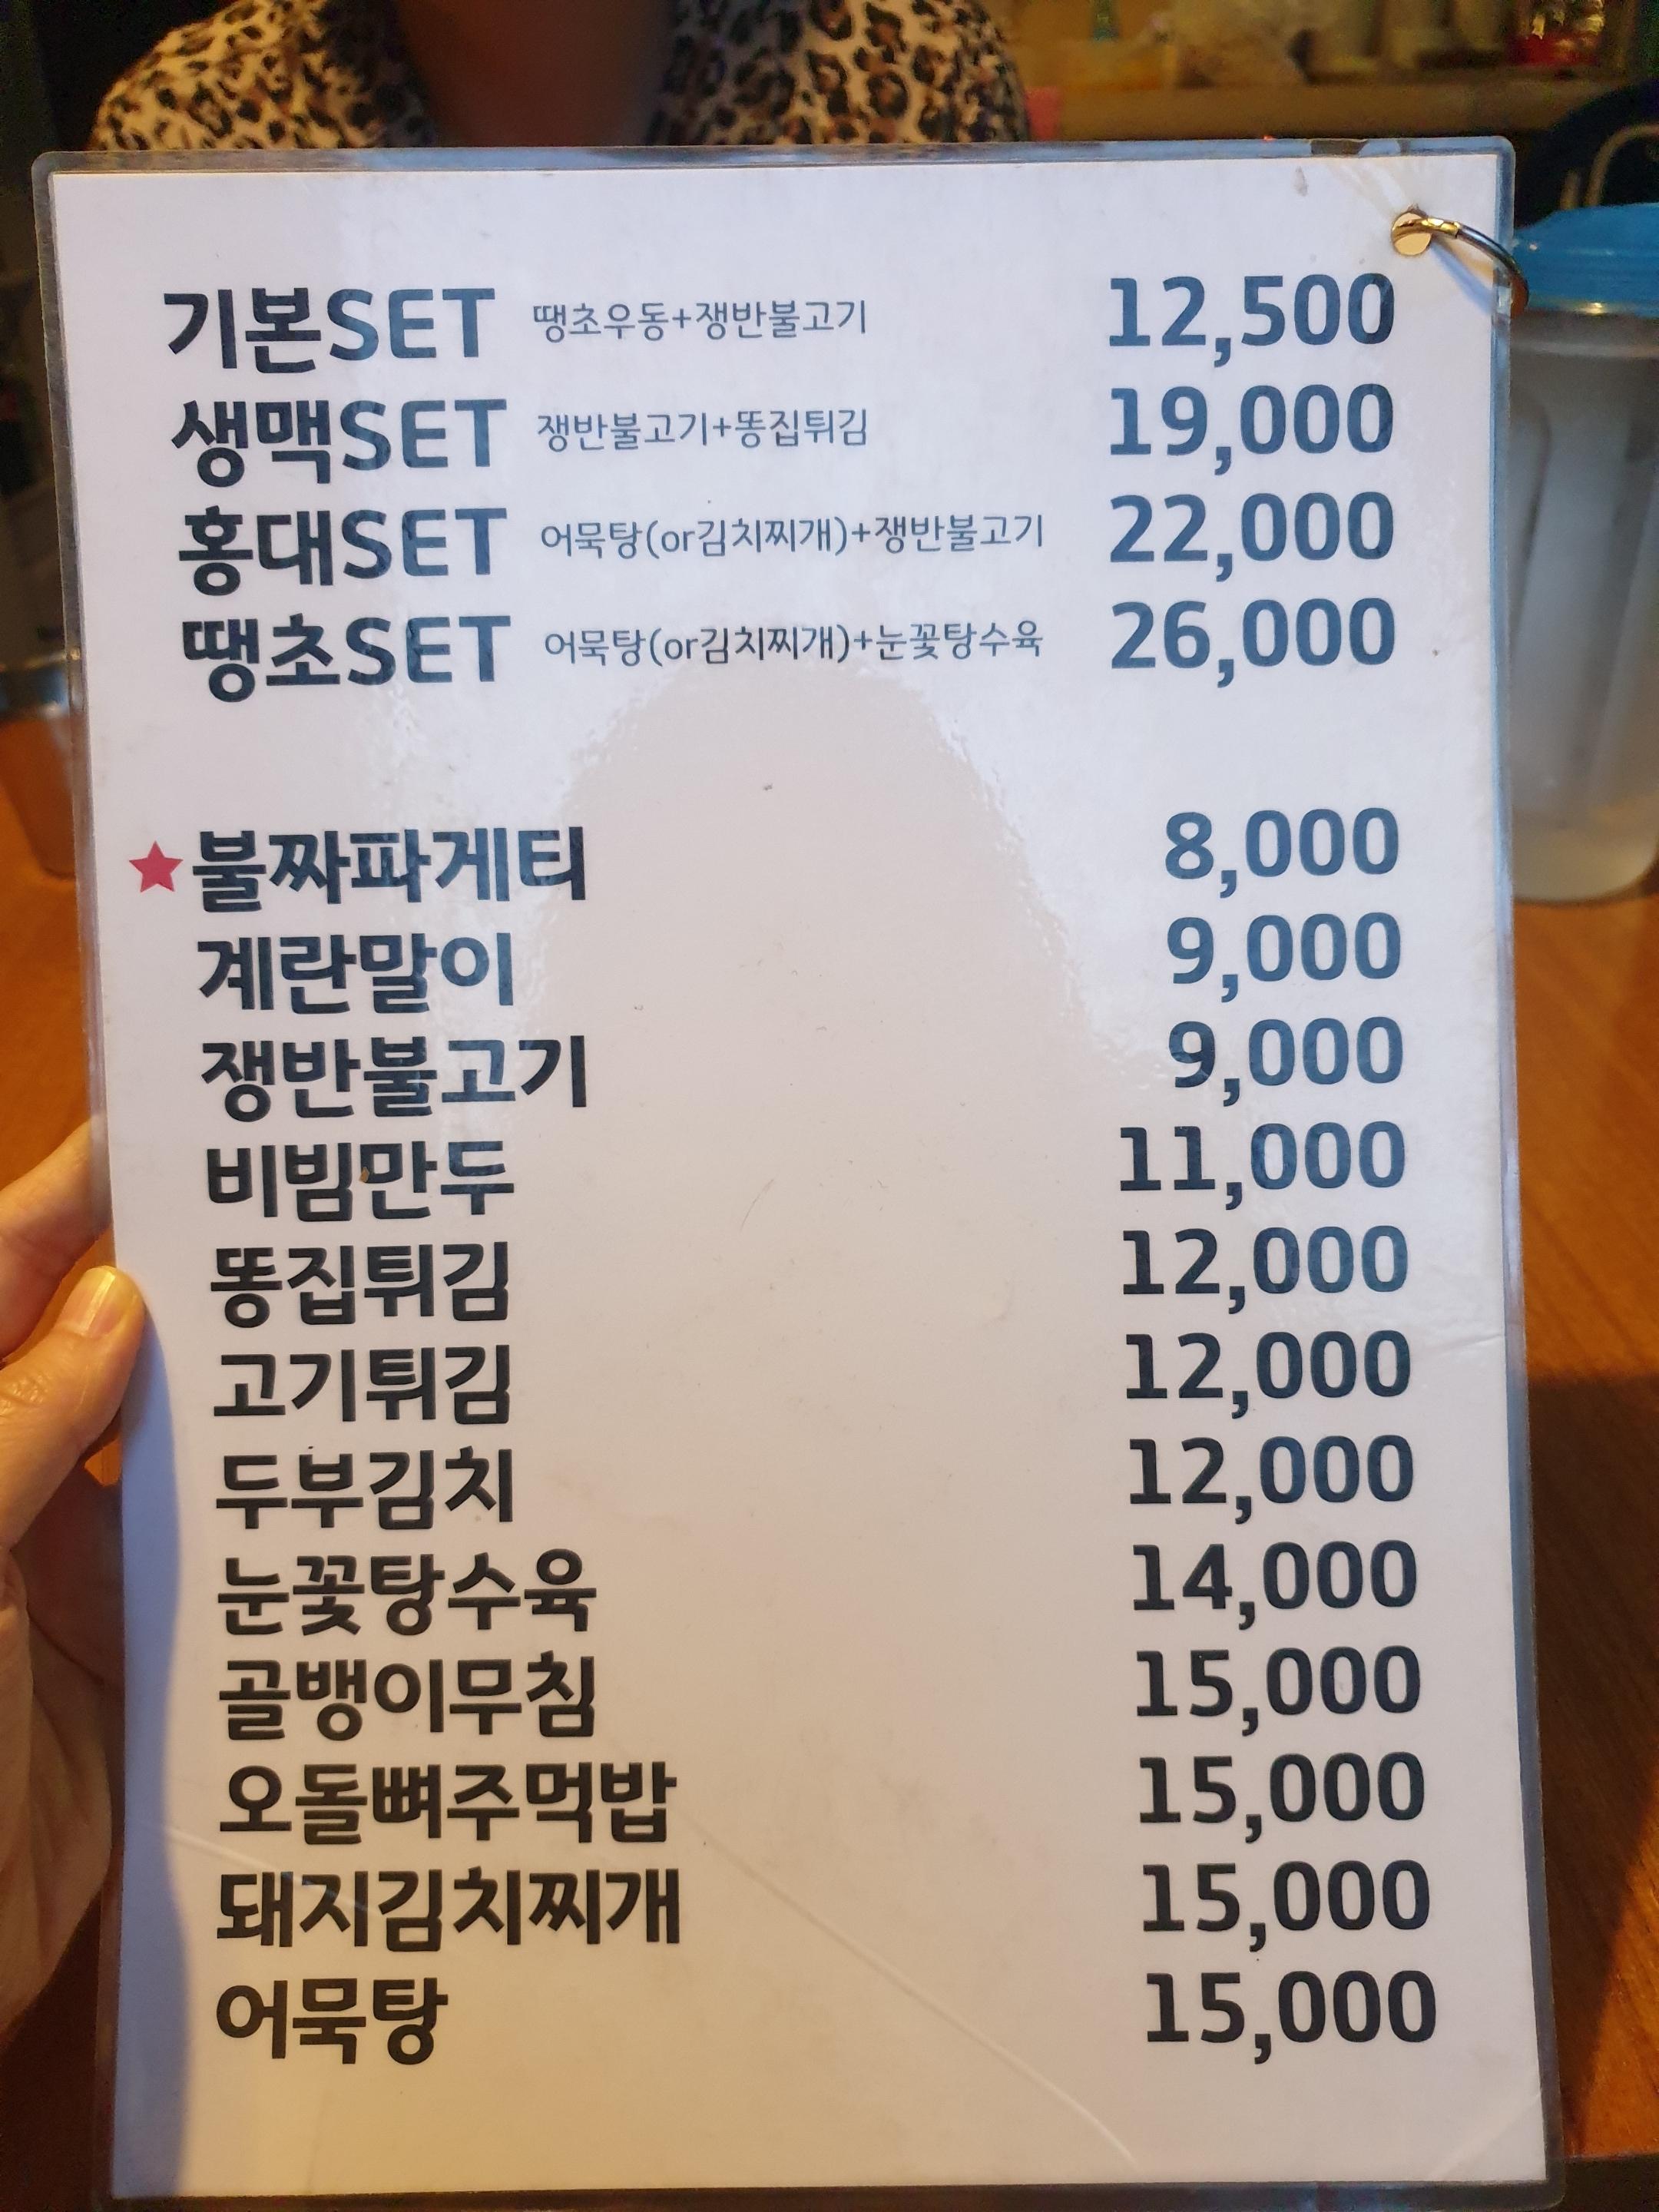 기본SET 땡초우동+쟁반불고기 12,500
생맥SET 쟁반불고기+똥집튀김 19,000
홍대SET 어묵탕(or김치찌개)+쟁반불고기 22,000
땡초SET 어묵탕(or김치찌개)+눈꽃탕수육 26,000
★불짜파게티 8,000
계란말이 9,000
쟁반불고기 9,000
비빔만두 11,000
똥집튀김 12,000
고기튀김 12,000
두부김치 12,000
눈꽃탕수육 14,000
골뱅이무침 15,000
오돌뼈주먹밥 15,000
돼지김치찌개 15,000
어묵탕 15,000